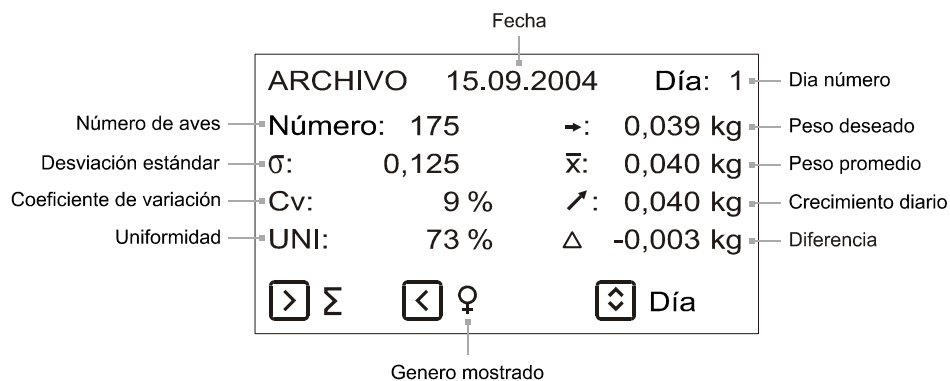 Fecha
ARCHIVO 15.09.2004 Día: 1 Dia número
Número de aves Número: 175 →: 0,039 kg Peso deseado
Desviación estándar σ: 0,125 x̅: 0,040 kg Peso promedio
Coeficiente de variación Cv: 9 % ↗: 0,040 kg Crecimiento diario
Uniformidad UNI: 73 % △ -0,003 kg Diferencia
> Σ < ♀ Día
Genero mostrado